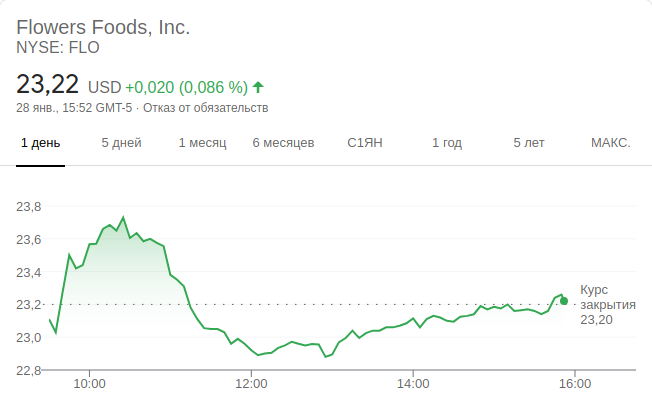 Flowers Foods, Inc.
NYSE: FLO
23,22 USD +0,020 (0,086 %)
28 янв., 15:52 GMT-5 · Отказ от обязательств
1 день 5 дней 1 месяц 6 месяцев С1ЯН 1 год 5 лет МАКС.
23,8
23,6
23,4
23,2
23,0
22,8
Курс
закрытия
23,20
10:00 12:00 14:00 16:00